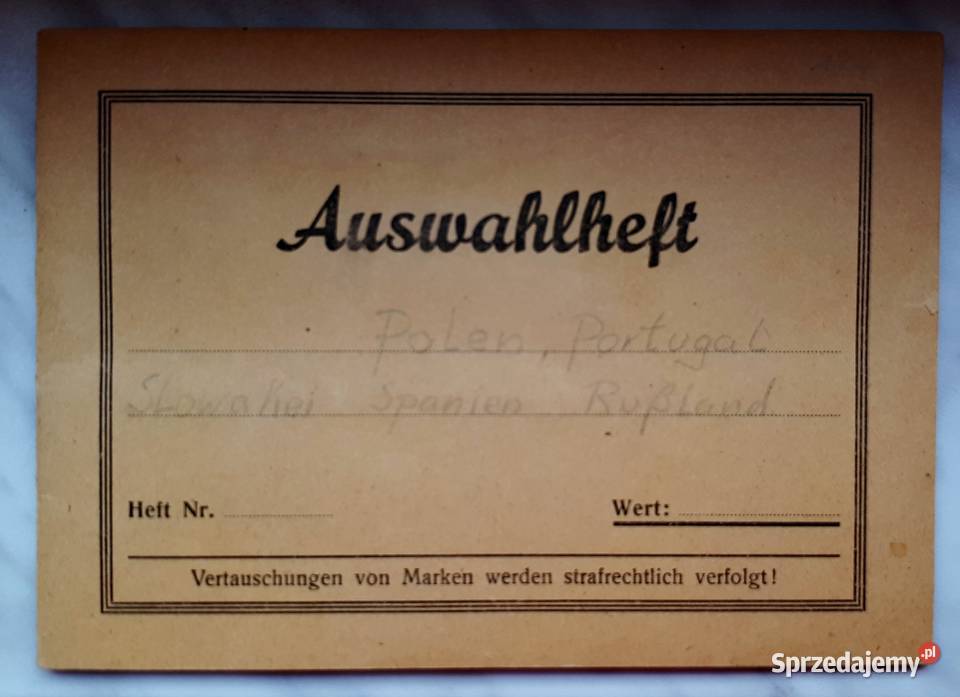 Auswahlheft
Polen, Portugal
Slowakei Spanien Rußland
Heft Nr.
Wert:
Vertauschungen von Marken werden strafrechtlich verfolgt!
Sprzedajemy.pl